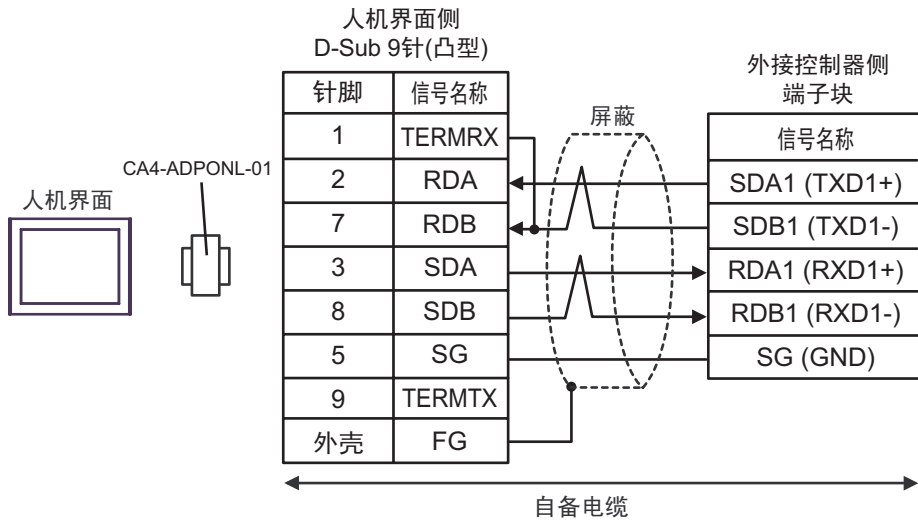 人机界面侧
D-Sub 9针(凸型)
外接控制器侧
端子块
针脚 信号名称
屏蔽
信号名称
1 TERMRX
CA4-ADPONL-01
人机界面
2 RDA
SDA1 (TXD1+)
7 RDB
SDB1 (TXD1-)
3 SDA
RDA1 (RXD1+)
8 SDB
RDB1 (RXD1-)
5 SG
SG (GND)
9 TERMTX
外壳 FG
自备电缆